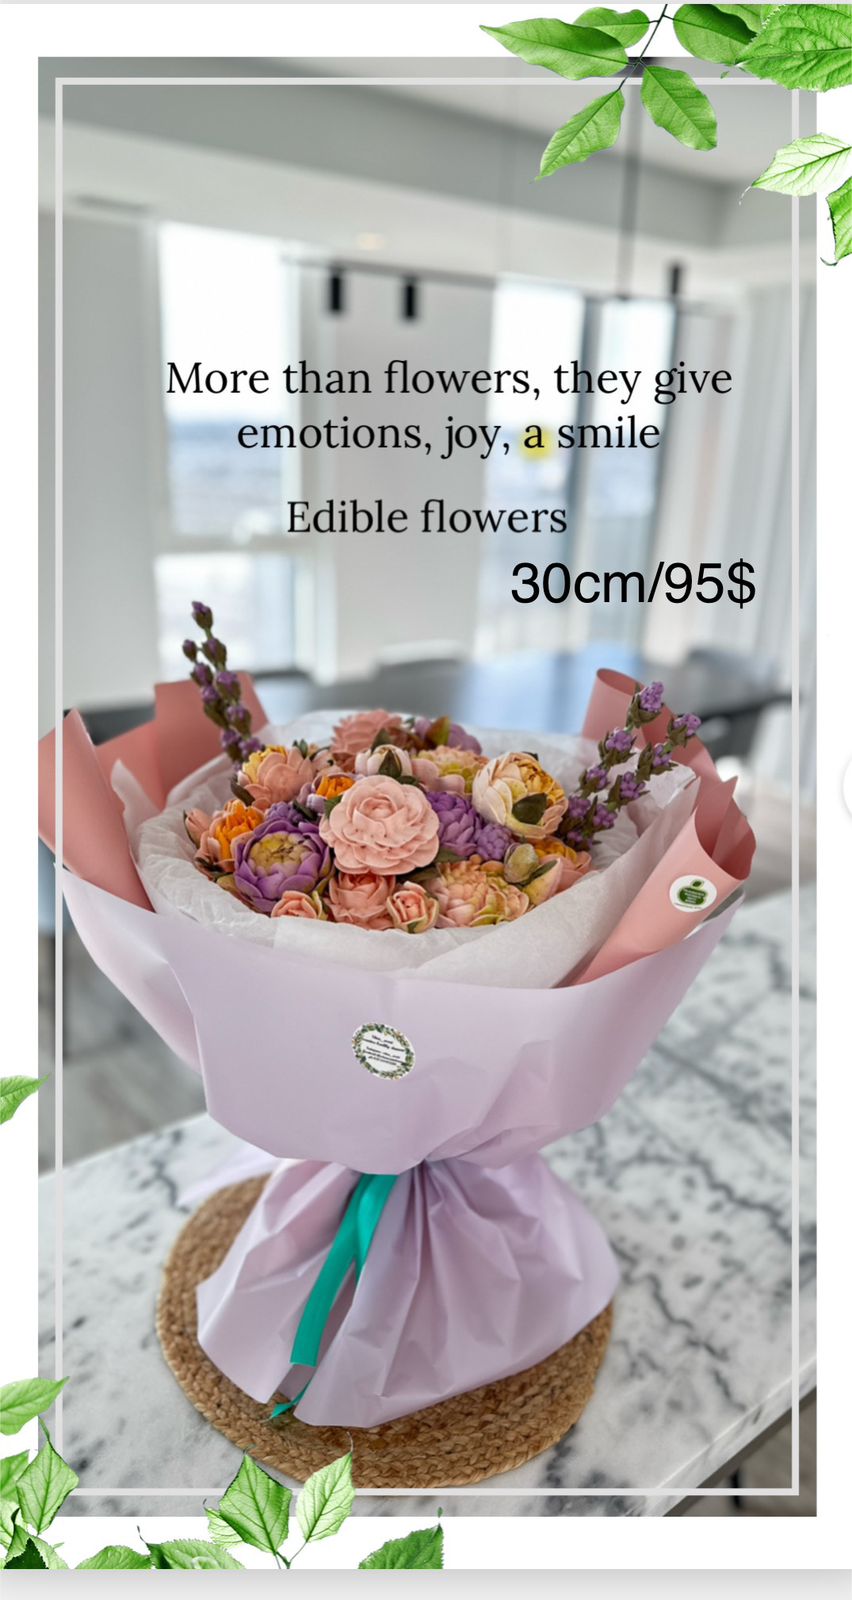 More than flowers, they give
emotions, joy, a smile
Edible flowers
30cm/95$